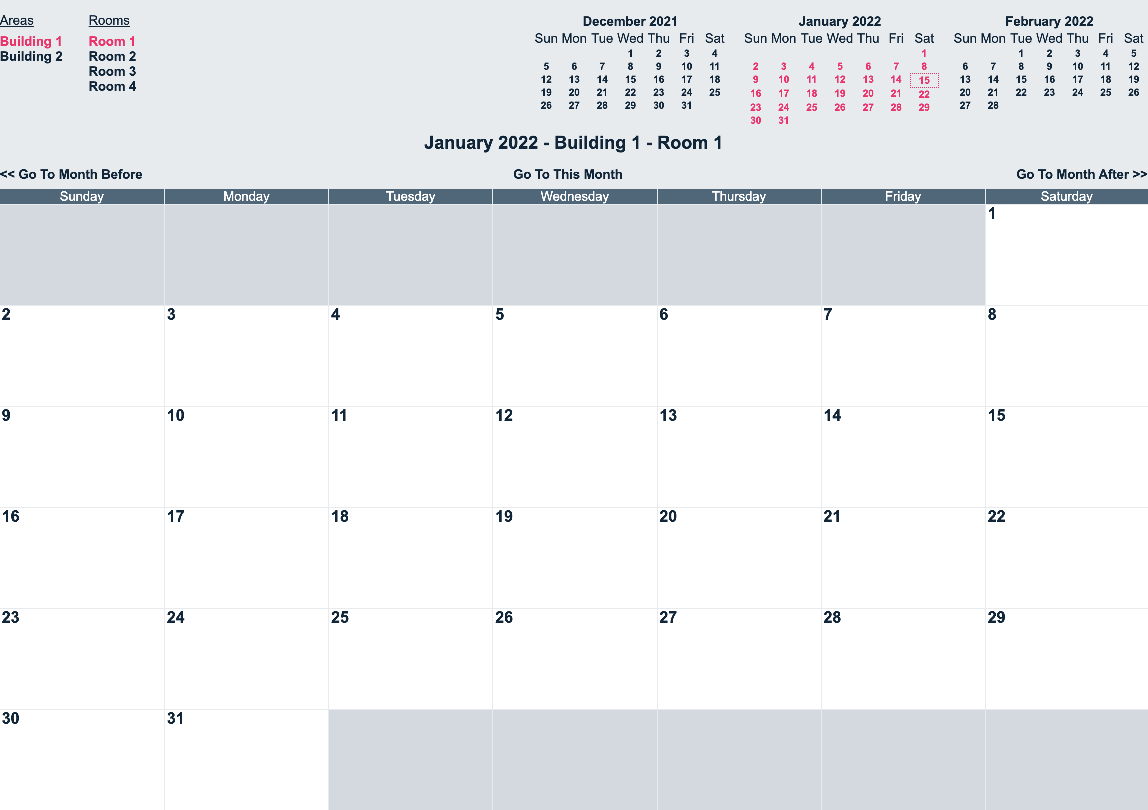 Areas Rooms
Building 1 Room 1
Building 2 Room 2
Room 3
Room 4
December 2021
Sun Mon Tue Wed Thu Fri Sat
1 2 3 4
5 6 7 8 9 10 11
12 13 14 15 16 17 18
19 20 21 22 23 24 25
26 27 28 29 30 31
January 2022
Sun Mon Tue Wed Thu Fri Sat
1
2 3 4 5 6 7 8
9 10 11 12 13 14 15
16 17 18 19 20 21 22
23 24 25 26 27 28 29
30 31
February 2022
Sun Mon Tue Wed Thu Fri Sat
1 2 3 4 5
6 7 8 9 10 11 12
13 14 15 16 17 18 19
20 21 22 23 24 25 26
27 28
January 2022 - Building 1 - Room 1
<< Go To Month Before Go To This Month Go To Month After >>
Sunday Monday Tuesday Wednesday Thursday Friday Saturday
1
2 3 4 5 6 7 8
9 10 11 12 13 14 15
16 17 18 19 20 21 22
23 24 25 26 27 28 29
30 31